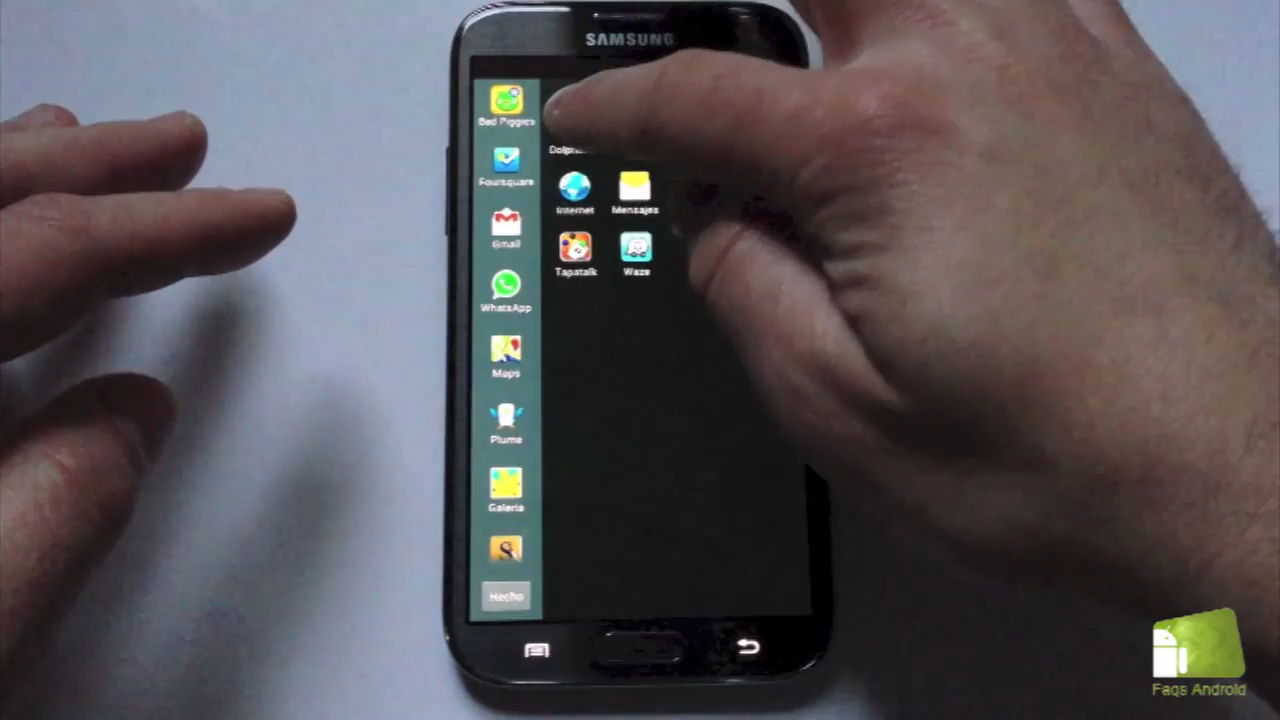 SAMSUNG
Bad Piggies
Foursquare
Gmail
WhatsApp
Maps
Plume
Galería
S
Hecho
Internet
Mensajes
Tapatalk
Waze
Faqs Android